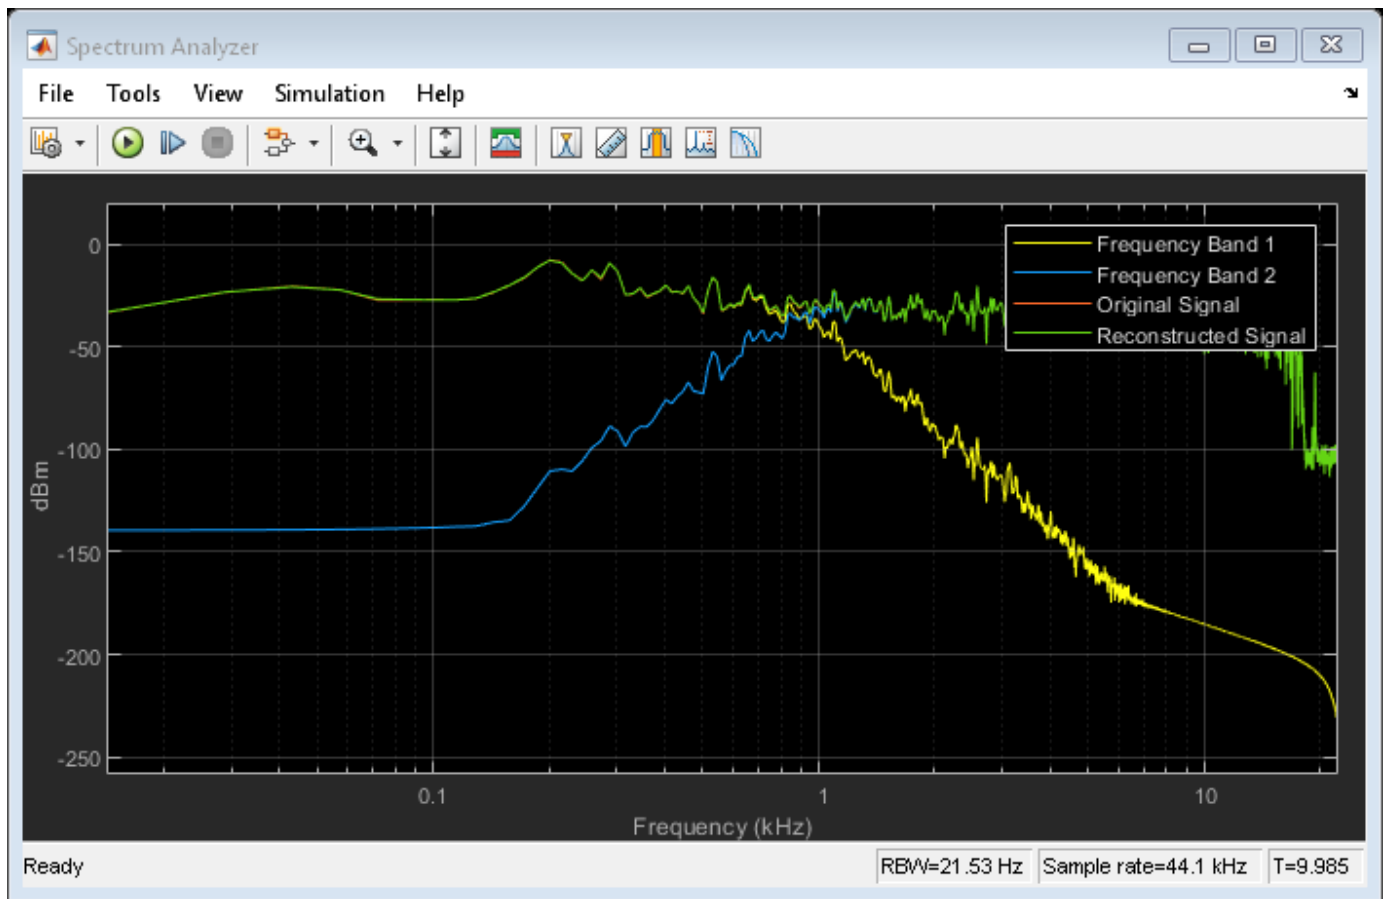 Spectrum Analyzer
File Tools View Simulation Help
0
-50
-100
-150
-200
-250
dBm
Frequency Band 1
Frequency Band 2
Original Signal
Reconstructed Signal
0.1 1 10
Frequency (kHz)
Ready RBW=21.53 Hz Sample rate=44.1 kHz T=9.985